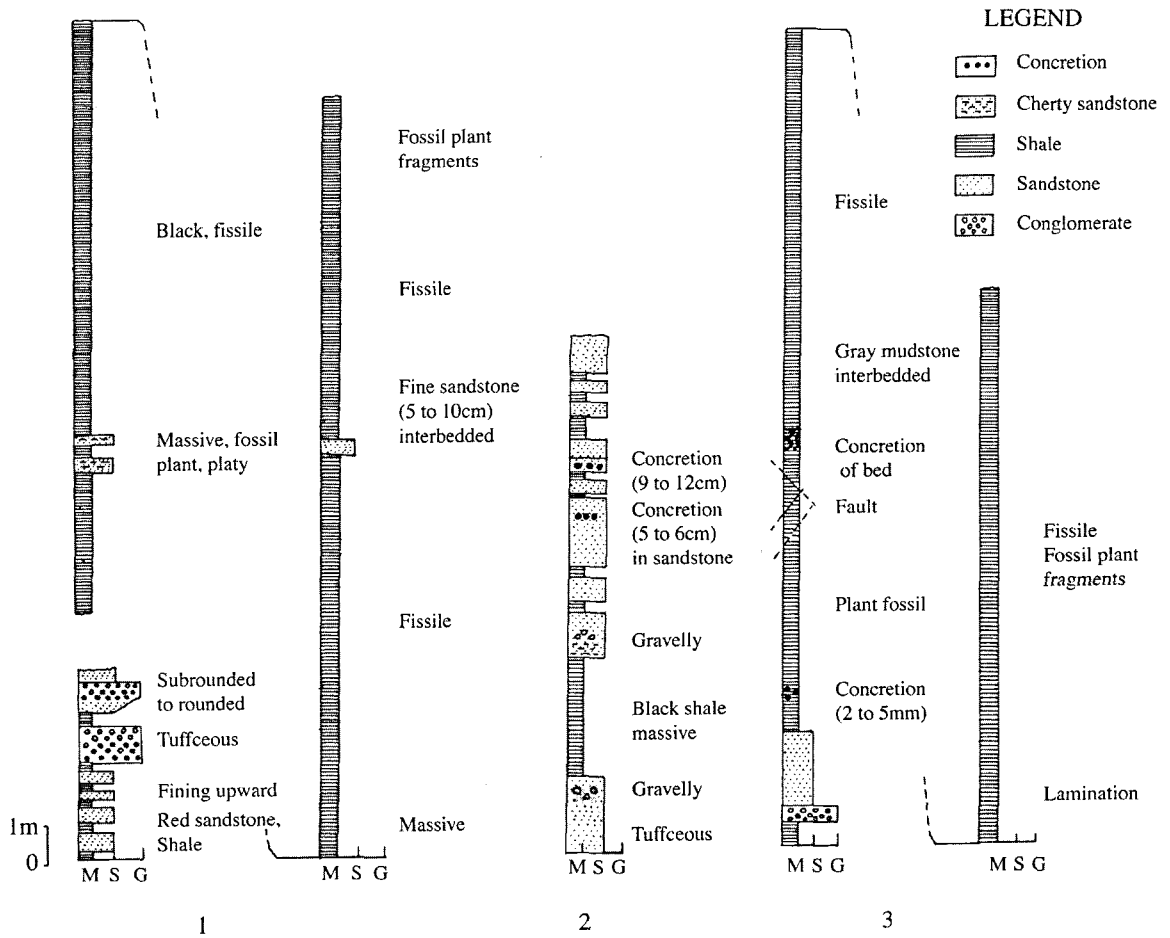 LEGEND
Concretion
Cherty sandstone
Shale
Sandstone
Conglomerate
Black, fissile
Massive, fossil
plant, platy
Subrounded
to rounded
Tuffceous
Fining upward
Red sandstone,
Shale
1m
0
M S G
Fossil plant
fragments
Fissile
Fine sandstone
(5 to 10cm)
interbedded
Fissile
Massive
M S G
1
Concretion
(9 to 12cm)
Concretion
(5 to 6cm)
in sandstone
Gravelly
Black shale
massive
Gravelly
Tuffceous
M S G
2
Fissile
Gray mudstone
interbedded
Concretion
of bed
Fault
Plant fossil
Concretion
(2 to 5mm)
M S G
Fissile
Fossil plant
fragments
Lamination
M S G
3